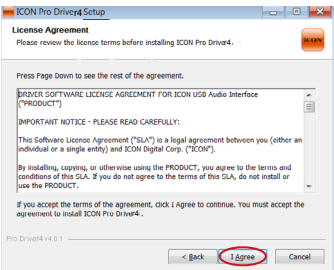 ICON Pro Driver4 Setup
License Agreement
Please review the license terms before installing ICON Pro Driver4.
ICON
Press Page Down to see the rest of the agreement.
DRIVER SOFTWARE LICENSE AGREEMENT FOR ICON USB Audio Interface
("PRODUCT")
IMPORTANT NOTICE - PLEASE READ CAREFULLY:
This Software License Agreement ("SLA") is a legal agreement between you (either an
individual or a single entity) and ICON Digital Corp. ("ICON").
By installing, copying, or otherwise using the PRODUCT, you agree to the terms and
conditions of this SLA. If you do not agree to the terms of this SLA, do not install or
use the PRODUCT.
If you accept the terms of the agreement, click I Agree to continue. You must accept the
agreement to install ICON Pro Driver4.
Pro Driver4 v4.0.1
< Back
I Agree
Cancel